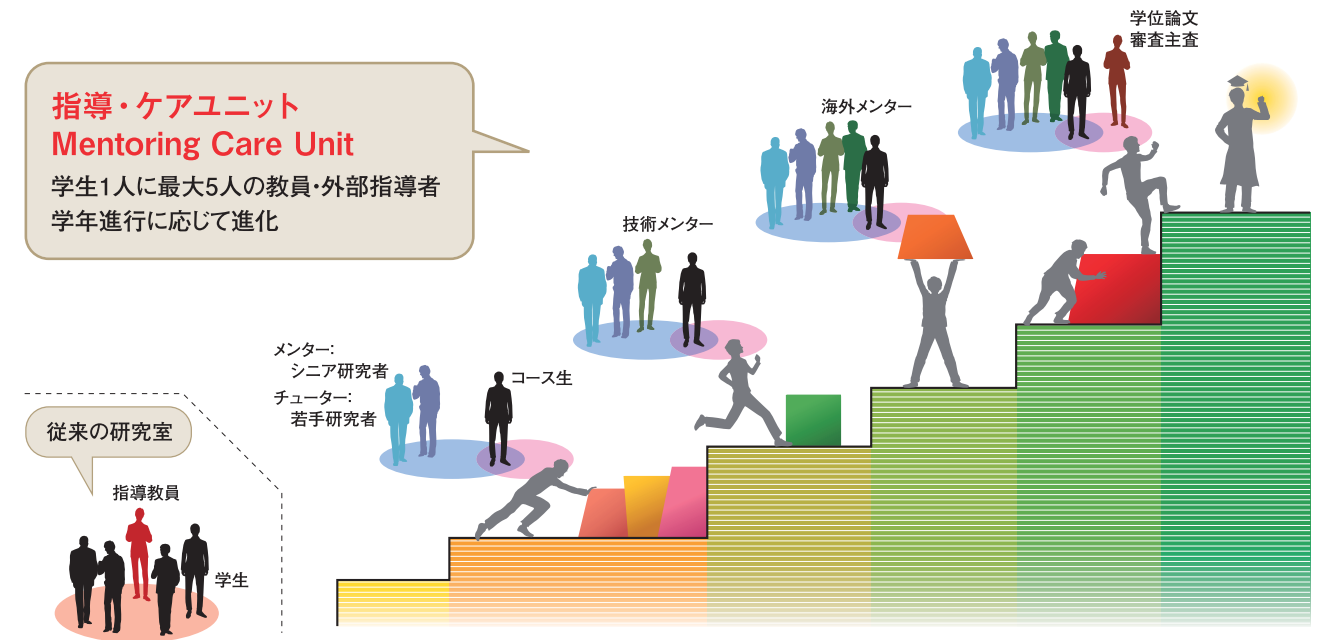 指導・ケアユニット
Mentoring Care Unit
学生1人に最大5人の教員・外部指導者
学年進行に応じて進化
学位論文
審査主査
海外メンター
技術メンター
メンター:
シニア研究者
チューター:
若手研究者
コース生
従来の研究室
指導教員
学生